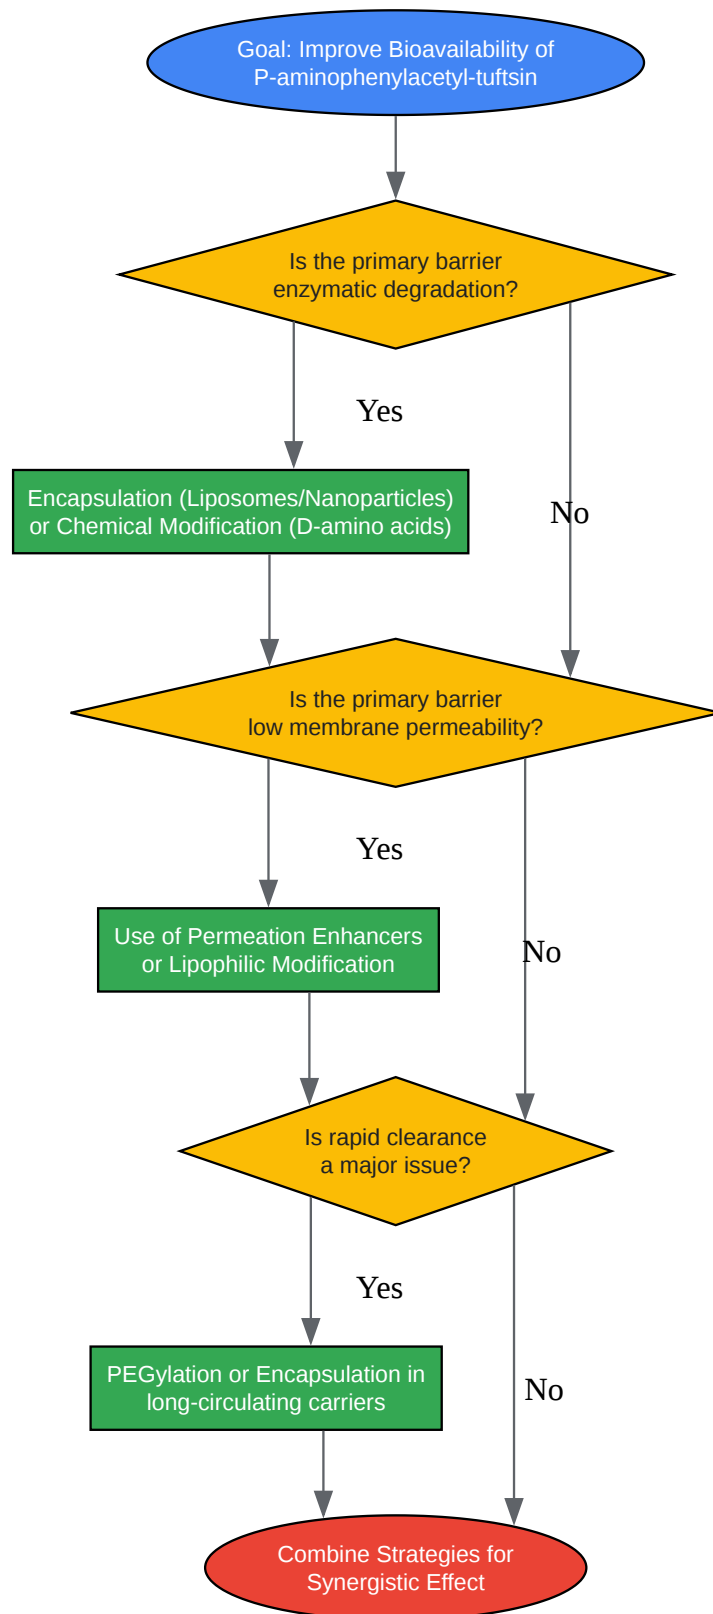 Goal: Improve Bioavailability of
P-aminophenylacetyl-tuftsin
Is the primary barrier
enzymatic degradation?
Yes
Encapsulation (Liposomes/Nanoparticles)
or Chemical Modification (D-amino acids)
No
Is the primary barrier
low membrane permeability?
Yes
Use of Permeation Enhancers
or Lipophilic Modification
No
Is rapid clearance
a major issue?
Yes
PEGylation or Encapsulation in
long-circulating carriers
No
Combine Strategies for
Synergistic Effect